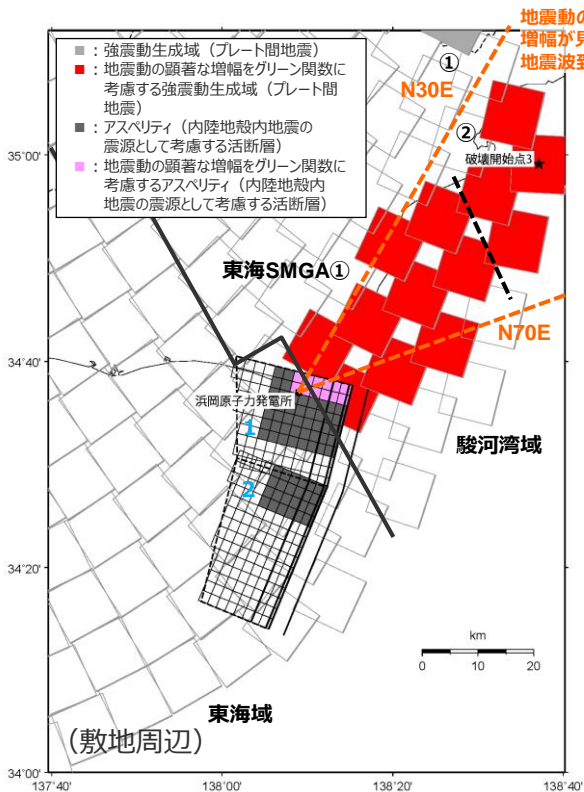 地震動の
増幅が見
地震波到
■：強震動生成域（プレート間地震）
■：地震動の顕著な増幅をグリーン関数に
考慮する強震動生成域（プレート間
地震）
■：アスペリティ（内陸地殻内地震の
震源として考慮する活断層）
■：地震動の顕著な増幅をグリーン関数に
考慮するアスペリティ（内陸地殻内
地震の震源として考慮する活断層）
①
N30E
②
破壊開始点3
35°00'
東海SMGA①
N70E
34°40'
浜岡原子力発電所
1
駿河湾域
2
34°20'
km
0 10 20
東海域
（敷地周辺）
34°00'
137°40' 138°00' 138°20' 138°40'